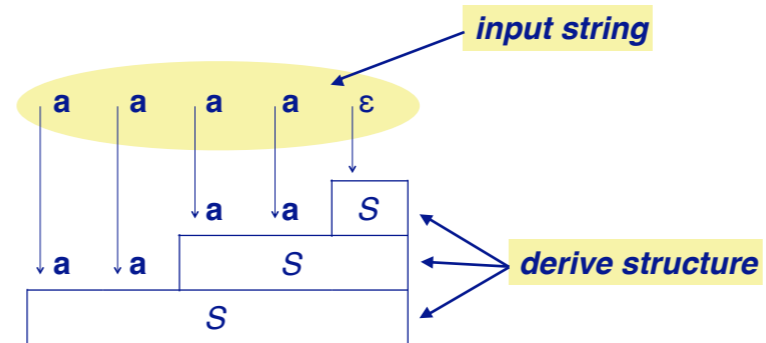 input string
a a a a ε
a a S
a a S derive structure
S